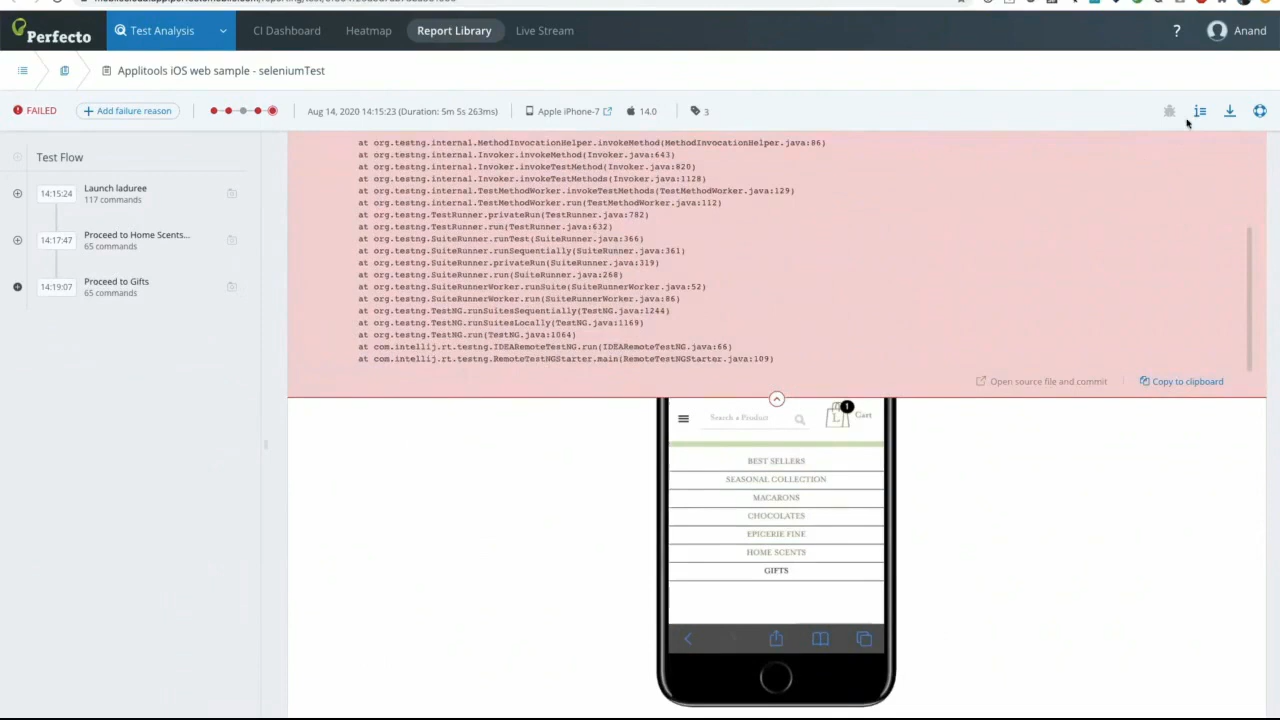 Perfecto
Test Analysis
CI Dashboard
Heatmap
Report Library
Live Stream
?
Anand
Applitools iOS web sample - seleniumTest
FAILED
+ Add failure reason
Aug 14, 2020 14:15:23 (Duration: 5m 5s 263ms)
Apple iPhone-7
14.0
3
Test Flow
14:15:24
Launch laduree
117 commands
14:17:47
Proceed to Home Scents...
65 commands
14:19:07
Proceed to Gifts
65 commands
at org.testng.internal.MethodInvocationHelper.invokeMethod(MethodInvocationHelper.java:86)
at org.testng.internal.Invoker.invokeMethod(Invoker.java:643)
at org.testng.internal.Invoker.invokeTestMethod(Invoker.java:820)
at org.testng.internal.Invoker.invokeTestMethods(Invoker.java:1128)
at org.testng.internal.TestMethodWorker.invokeTestMethods(TestMethodWorker.java:129)
at org.testng.internal.TestMethodWorker.run(TestMethodWorker.java:112)
at org.testng.TestRunner.privateRun(TestRunner.java:782)
at org.testng.TestRunner.run(TestRunner.java:632)
at org.testng.SuiteRunner.runTest(SuiteRunner.java:366)
at org.testng.SuiteRunner.runSequentially(SuiteRunner.java:361)
at org.testng.SuiteRunner.privateRun(SuiteRunner.java:319)
at org.testng.SuiteRunner.run(SuiteRunner.java:268)
at org.testng.SuiteRunnerWorker.runSuite(SuiteRunnerWorker.java:52)
at org.testng.SuiteRunnerWorker.run(SuiteRunnerWorker.java:86)
at org.testng.TestNG.runSuitesSequentially(TestNG.java:1244)
at org.testng.TestNG.runSuitesLocally(TestNG.java:1169)
at org.testng.TestNG.run(TestNG.java:1064)
at com.intellij.rt.testng.IDEARemoteTestNG.run(IDEARemoteTestNG.java:66)
at com.intellij.rt.testng.RemoteTestNGStarter.main(RemoteTestNGStarter.java:109)
Open source file and commit
Copy to clipboard
Search a Product
1
L
Cart
BEST SELLERS
SEASONAL COLLECTION
MACARONS
CHOCOLATES
EPICERIE FINE
HOME SCENTS
GIFTS